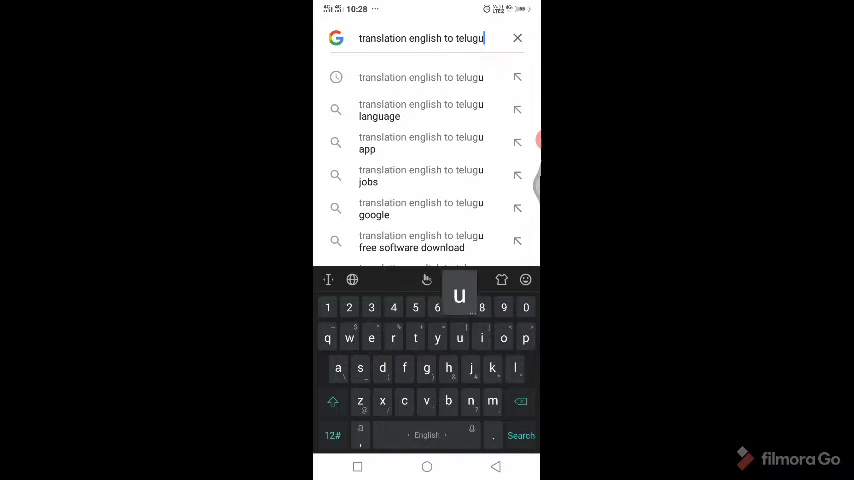 10:28
translation english to telugu
translation english to telugu
translation english to telugu
language
translation english to telugu
app
translation english to telugu
jobs
translation english to telugu
google
translation english to telugu
free software download
u
1 2 3 4 5 6 8 9 0
q w e r t y u i o p
a s d f g h j k l
z x c v b n m
12# , English . Search
filmora Go